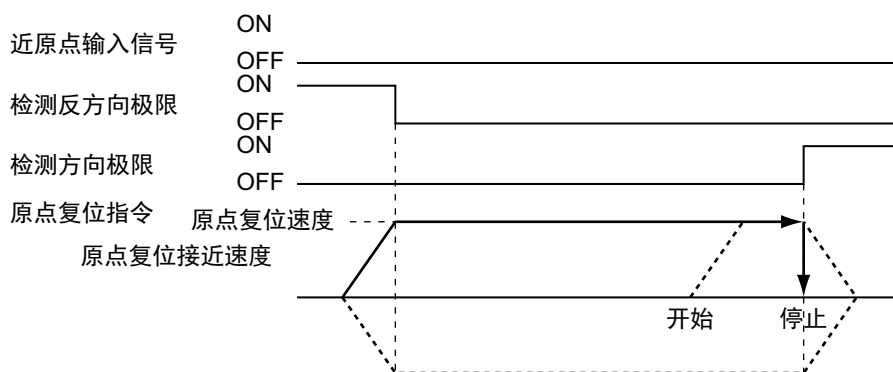 ON
近原点输入信号
OFF
ON
检测反方向极限
OFF
ON
检测方向极限
OFF
原点复位指令 原点复位速度
原点复位接近速度
开始 停止